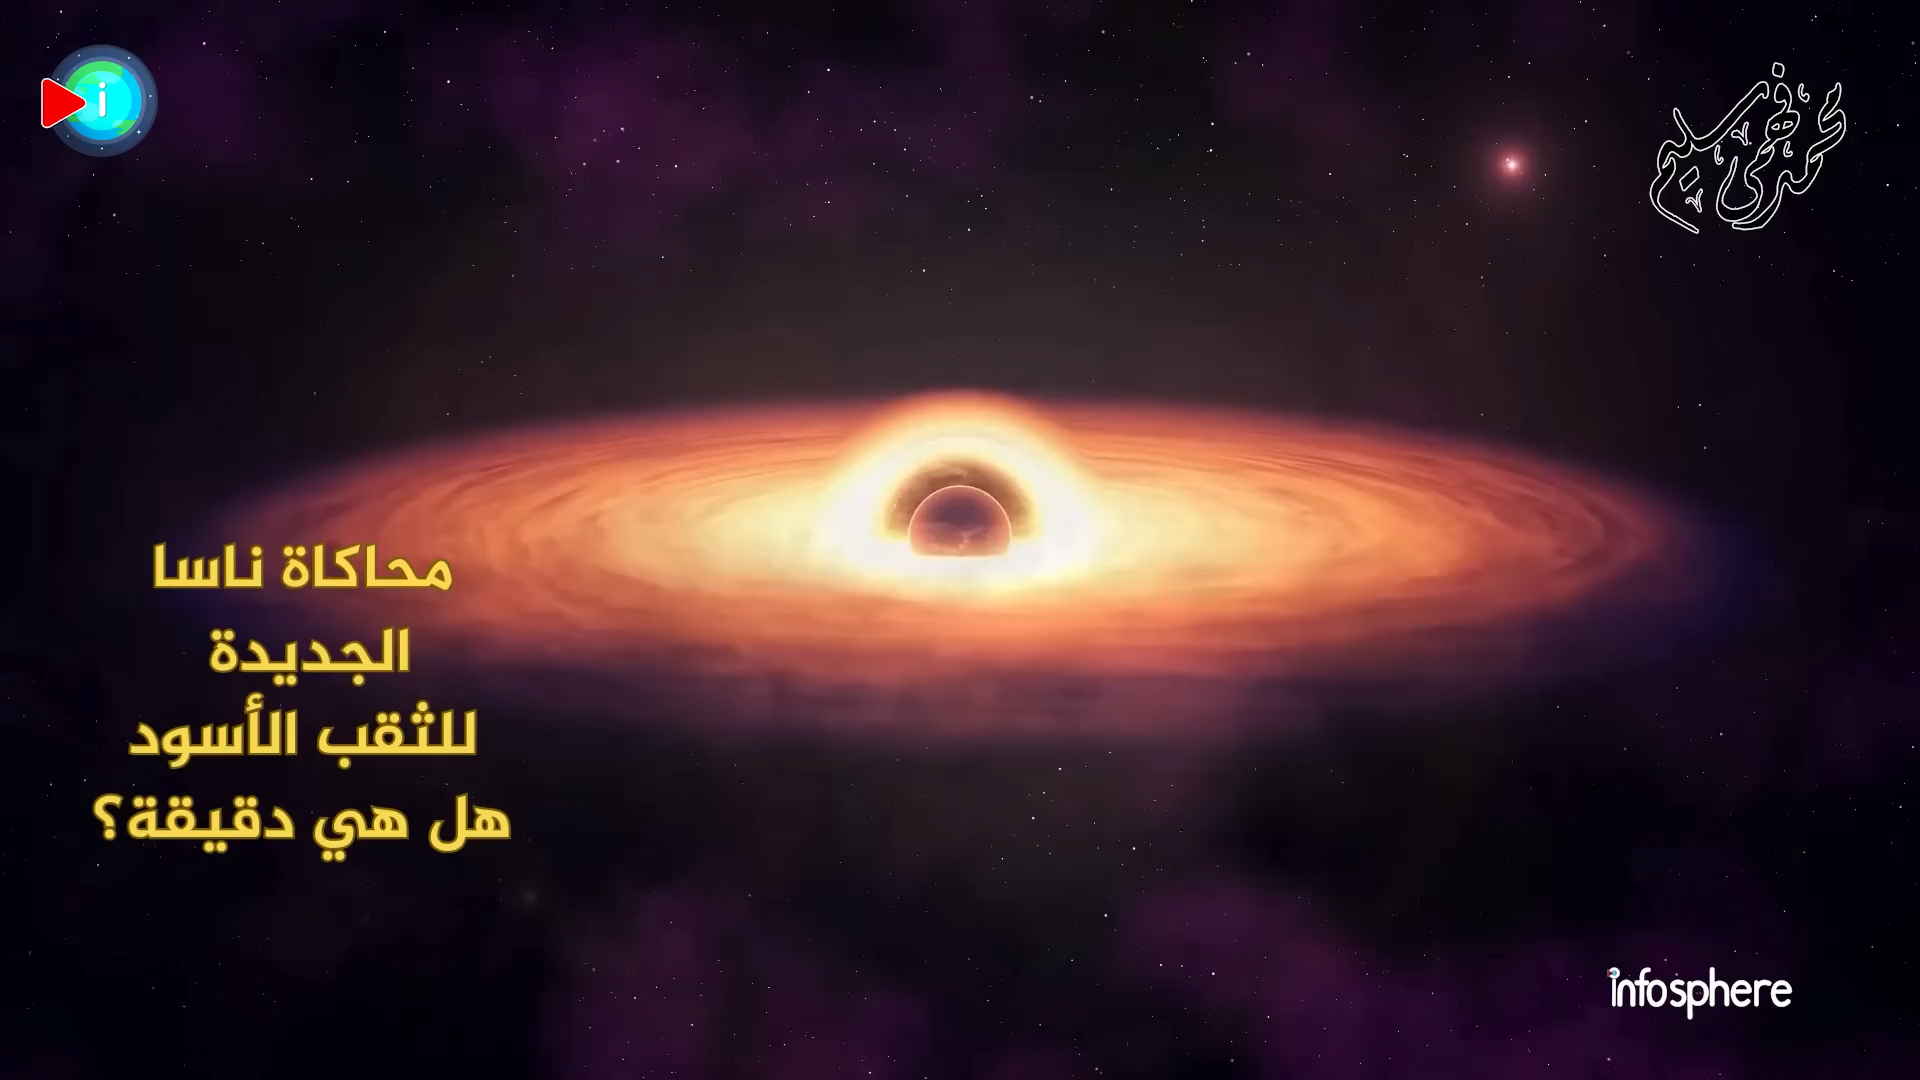 محاكاة ناسا
الجديدة
للثقب الأسود
هل هي دقيقة؟
i
infosphere